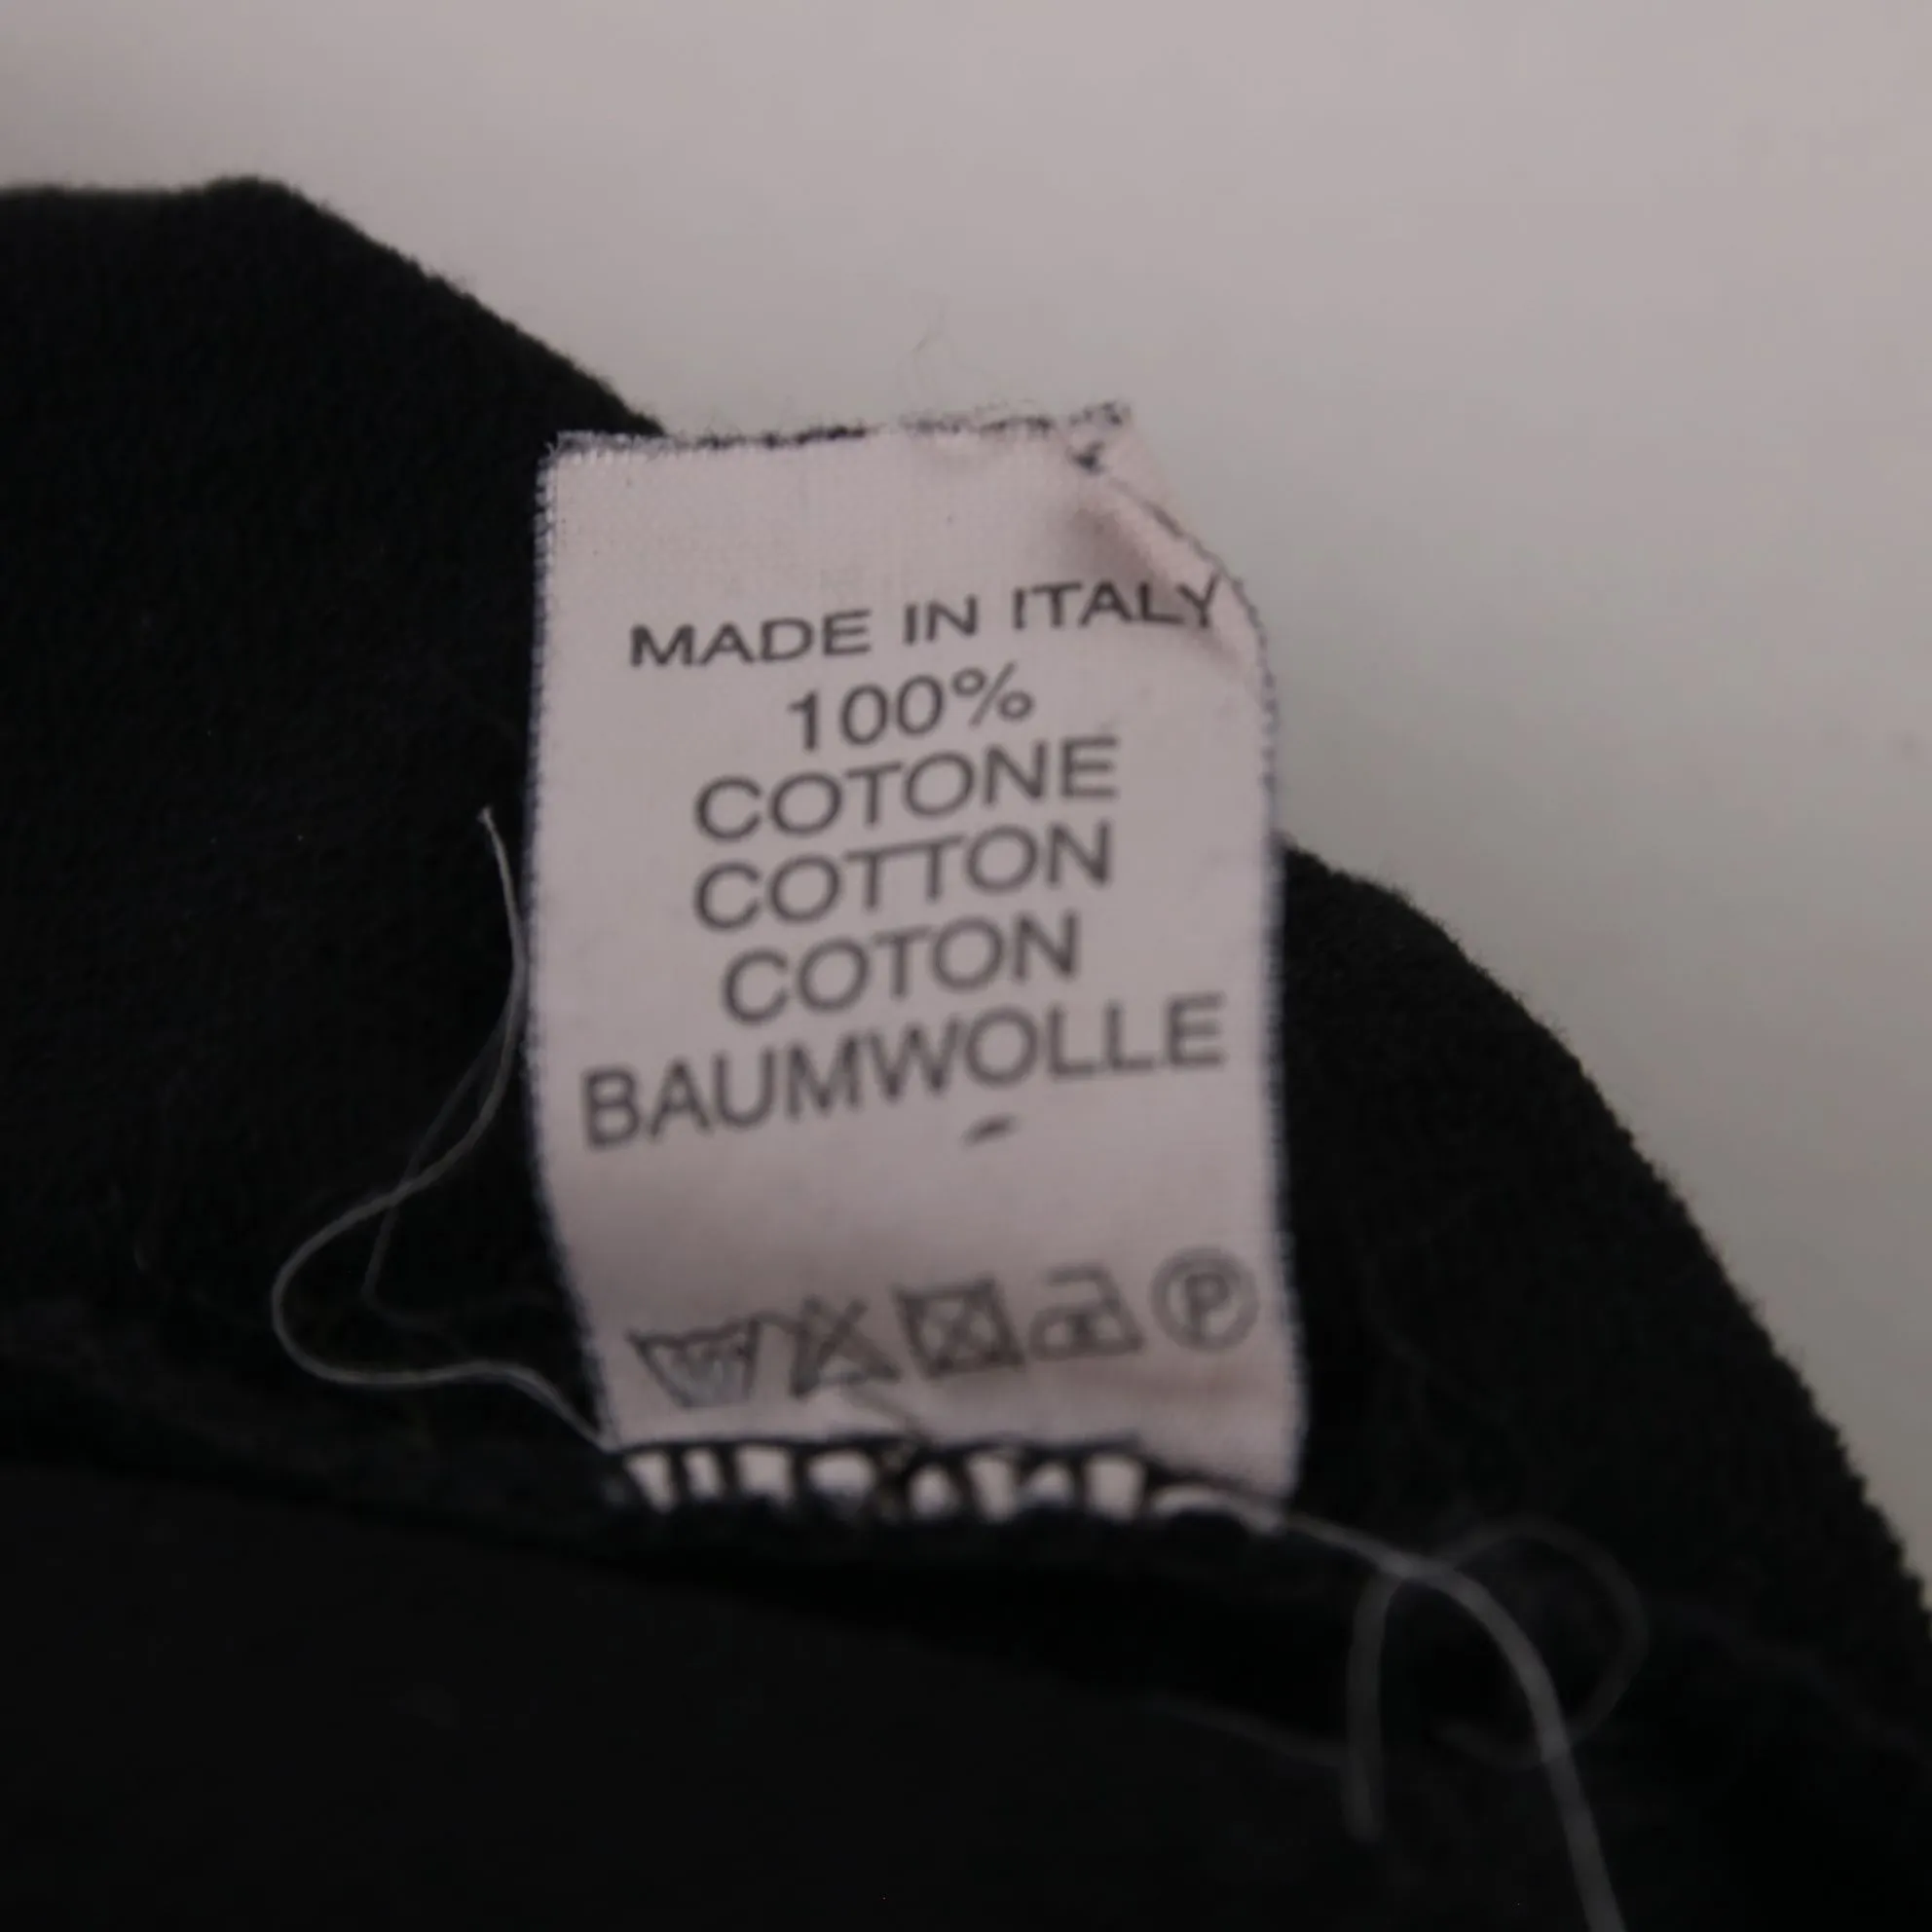 MADE IN ITALY
100%
COTONE
COTTON
COTON
BAUMWOLLE
-
P